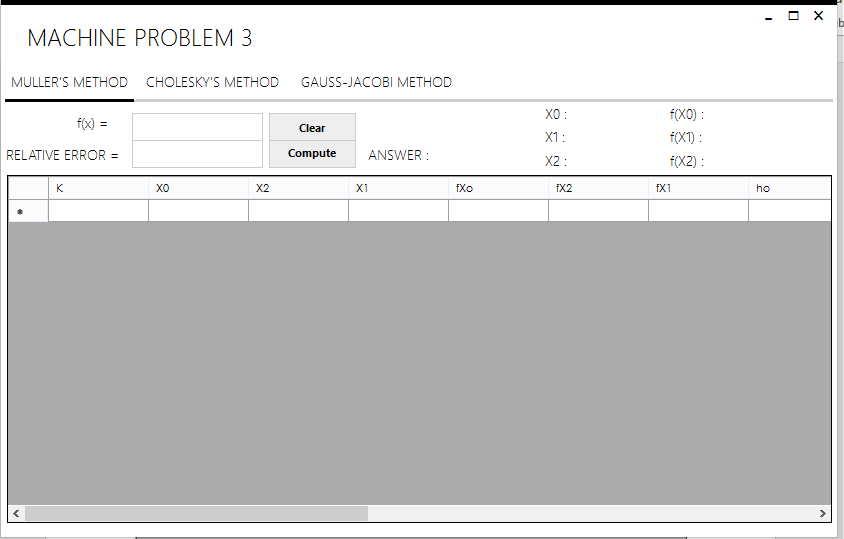 MACHINE PROBLEM 3
MULLER'S METHOD CHOLESKY'S METHOD GAUSS-JACOBI METHOD
f(x) =
Clear
RELATIVE ERROR =
Compute
ANSWER :
X0 : f(X0) :
X1 : f(X1) :
X2 : f(X2) :
K X0 X2 X1 fXo fX2 fX1 ho